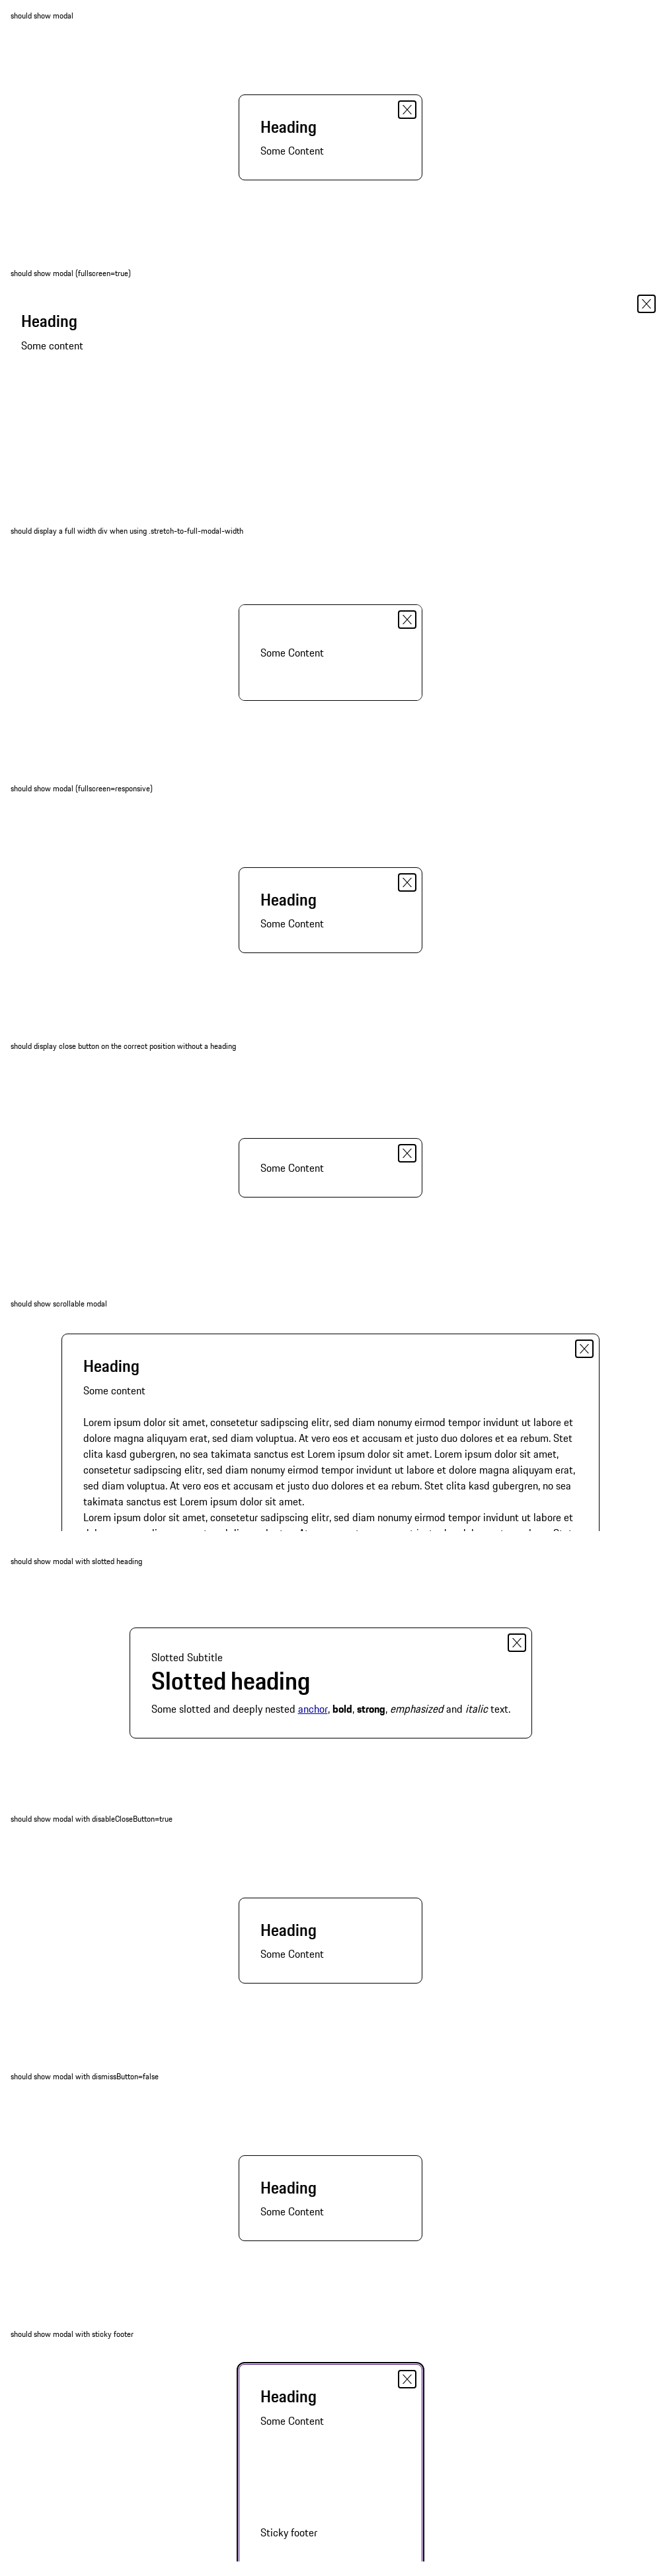 should show modal
Heading
Some Content
should show modal (fullscreen=true)
Heading
Some content
should display a full width div when using .stretch-to-full-modal-width
Some Content
should show modal (fullscreen=responsive)
Heading
Some Content
should display close button on the correct position without a heading
Some Content
should show scrollable modal
Heading
Some content
Lorem ipsum dolor sit amet, consetetur sadipscing elitr, sed diam nonumy eirmod tempor invidunt ut labore et
dolore magna aliquyam erat, sed diam voluptua. At vero eos et accusam et justo duo dolores et ea rebum. Stet
clita kasd gubergren, no sea takimata sanctus est Lorem ipsum dolor sit amet. Lorem ipsum dolor sit amet,
consetetur sadipscing elitr, sed diam nonumy eirmod tempor invidunt ut labore et dolore magna aliquyam erat,
sed diam voluptua. At vero eos et accusam et justo duo dolores et ea rebum. Stet clita kasd gubergren, no sea
takimata sanctus est Lorem ipsum dolor sit amet.
Lorem ipsum dolor sit amet, consetetur sadipscing elitr, sed diam nonumy eirmod tempor invidunt ut labore et
should show modal with slotted heading
Slotted Subtitle
Slotted heading
Some slotted and deeply nested anchor, bold, strong, emphasized and italic text.
should show modal with disableCloseButton=true
Heading
Some Content
should show modal with dismissButton=false
Heading
Some Content
should show modal with sticky footer
Heading
Some Content
Sticky footer